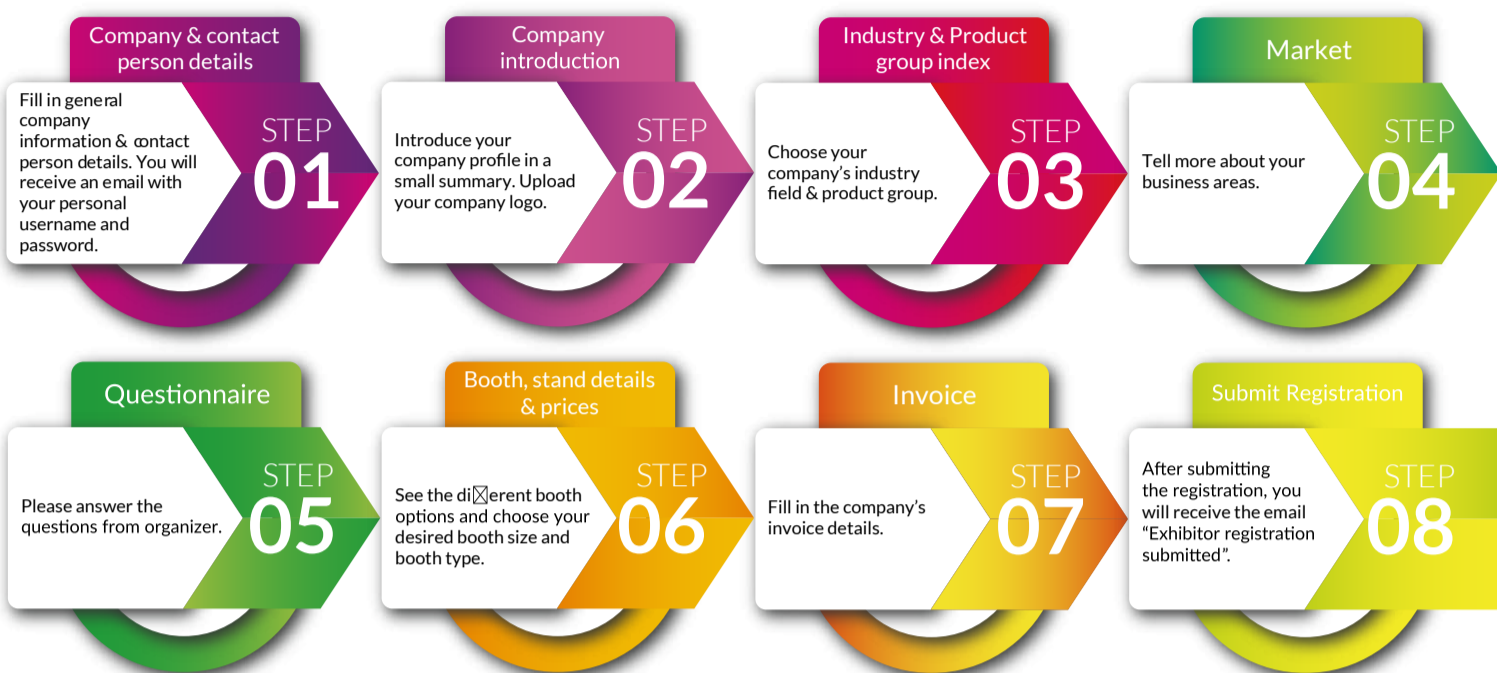 Company & contact
person details
Fill in general
company
information & contact
person details. You will
receive an email with
your personal
username and
password.
STEP
01
Company
introduction
Introduce your
company profile in a
small summary. Upload
your company logo.
STEP
02
Industry & Product
group index
Choose your
company's industry
field & product group.
STEP
03
Market
Tell more about your
business areas.
STEP
04
Questionnaire
Please answer the
questions from organizer.
STEP
05
Booth, stand details
& prices
See the di☒erent booth
options and choose your
desired booth size and
booth type.
STEP
06
Invoice
Fill in the company's
invoice details.
STEP
07
Submit Registration
After submitting
the registration, you
will receive the email
“Exhibitor registration
submitted”.
STEP
08